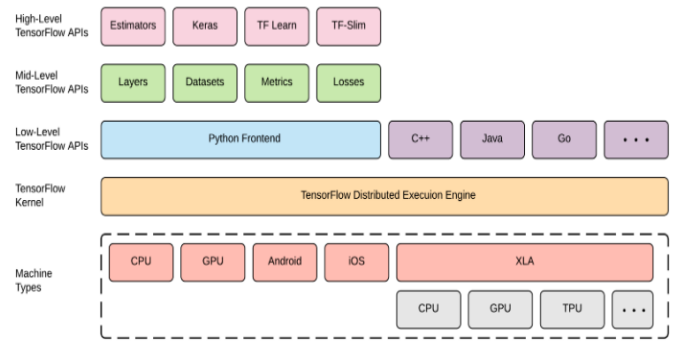 High-Level
TensorFlow APIs
Estimators
Keras
TF Learn
TF-Slim
Mid-Level
TensorFlow APIs
Layers
Datasets
Metrics
Losses
Low-Level
TensorFlow APIs
Python Frontend
C++
Java
Go
• • •
TensorFlow
Kernel
TensorFlow Distributed Execuion Engine
Machine
Types
CPU
GPU
Android
iOS
XLA
CPU
GPU
TPU
• • •